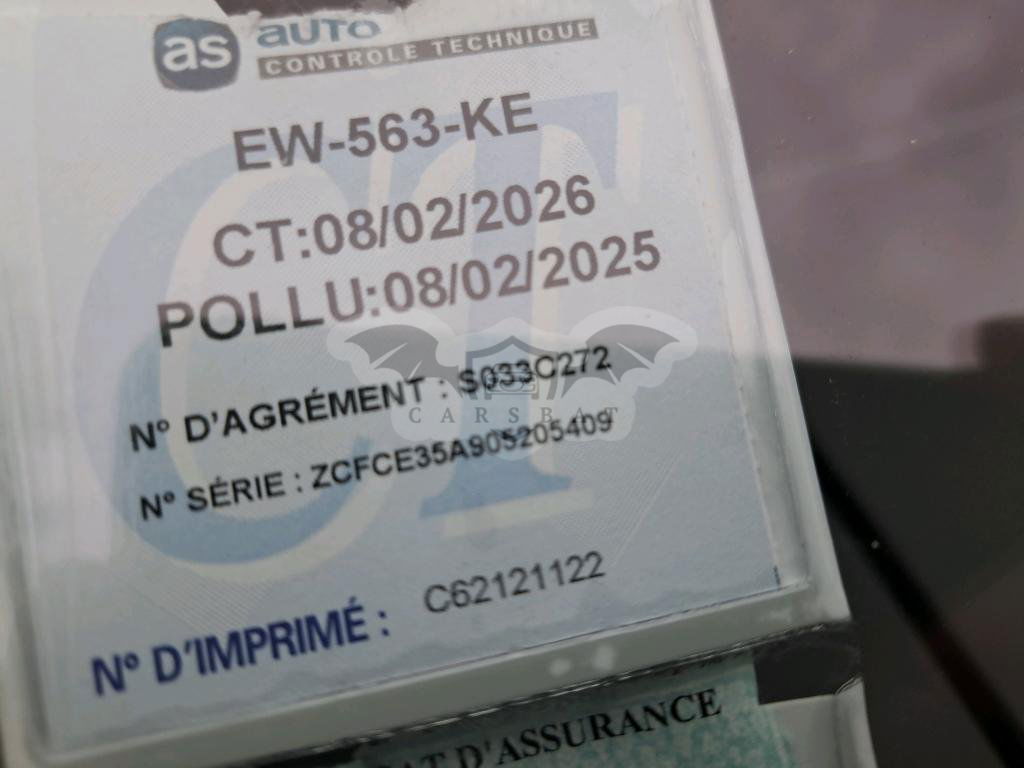 as AUTO
CONTROLE TECHNIQUE
EW-563-KE
CT:08/02/2026
POLLU:08/02/2025
N° D'AGRÉMENT : S033C272
CARSBAT
N° SÉRIE : ZCFCE35A905205409
N° D'IMPRIMÉ : C62121122
AT D'ASSURANCE